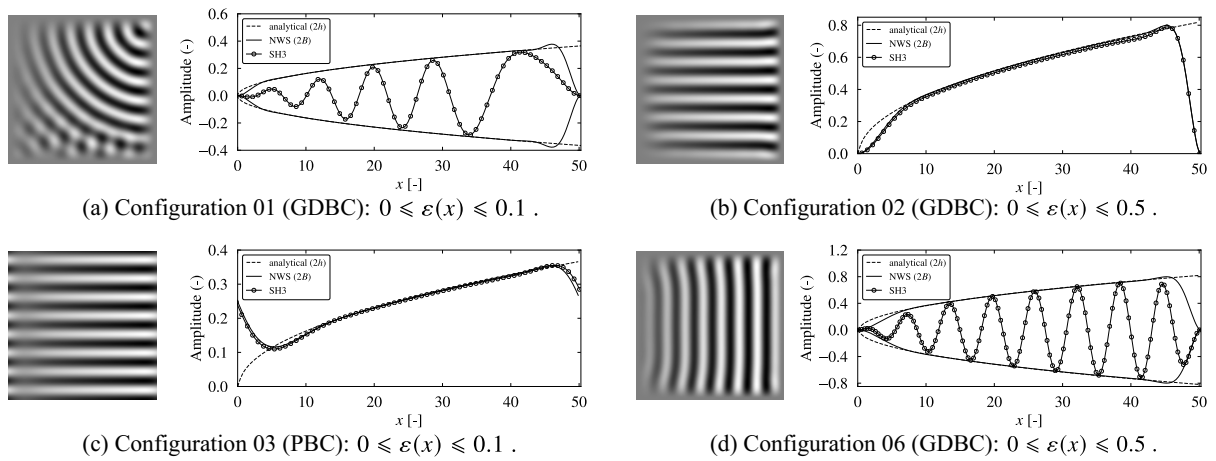 0.6
0.4
0.2
0.0
−0.2
−0.4
Amplitude (-)
analytical (2h)
NWS (2B)
SH3
0 10 20 30 40 50
x [-]
(a) Configuration 01 (GDBC): 0 ⩽ ε(x) ⩽ 0.1 .
0.8
0.6
0.4
0.2
0.0
Amplitude (-)
analytical (2h)
NWS (2B)
SH3
0 10 20 30 40 50
x [-]
(b) Configuration 02 (GDBC): 0 ⩽ ε(x) ⩽ 0.5 .
0.4
0.3
0.2
0.1
0.0
Amplitude (-)
analytical (2h)
NWS (2B)
SH3
0 10 20 30 40 50
x [-]
(c) Configuration 03 (PBC): 0 ⩽ ε(x) ⩽ 0.1 .
1.2
0.8
0.4
0.0
−0.4
−0.8
Amplitude (-)
analytical (2h)
NWS (2B)
SH3
0 10 20 30 40 50
x [-]
(d) Configuration 06 (GDBC): 0 ⩽ ε(x) ⩽ 0.5 .